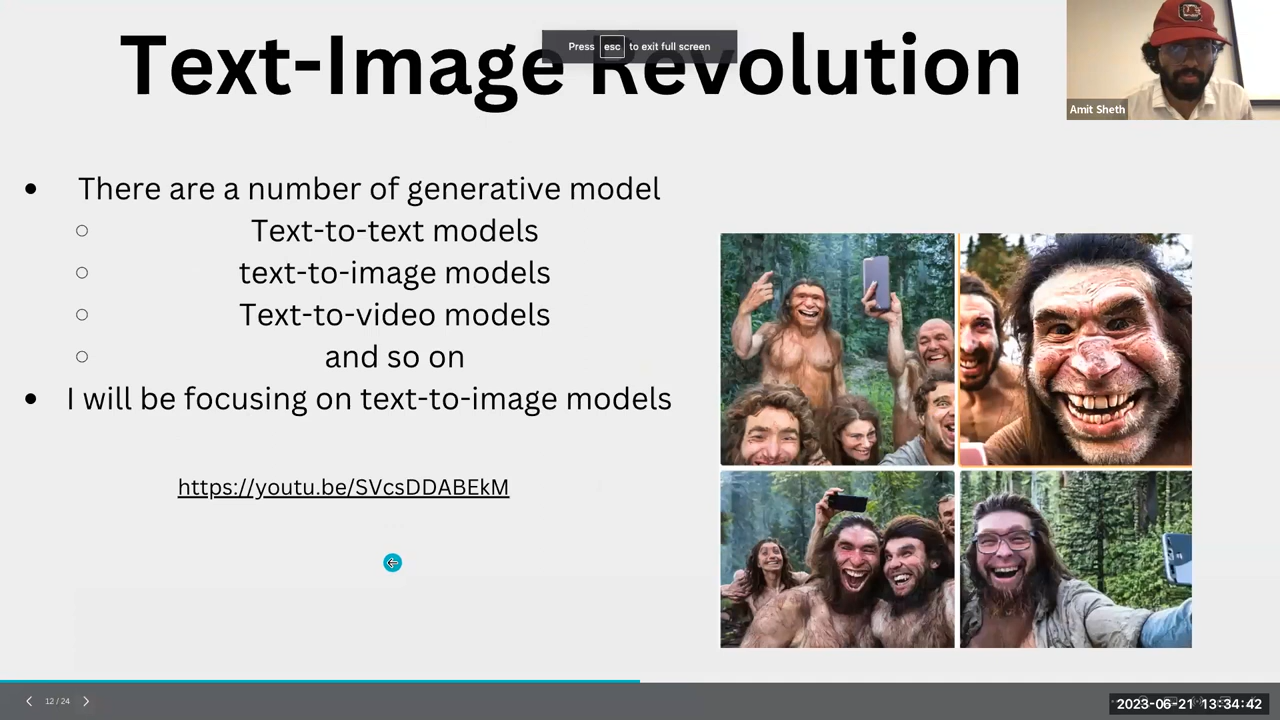 Text-Image Revolution
Press esc to exit full screen
Amit Sheth
There are a number of generative model
Text-to-text models
text-to-image models
Text-to-video models
and so on
I will be focusing on text-to-image models
https://youtu.be/SVcsDDABEkM
12 / 24
2023-06-21 13:34:42